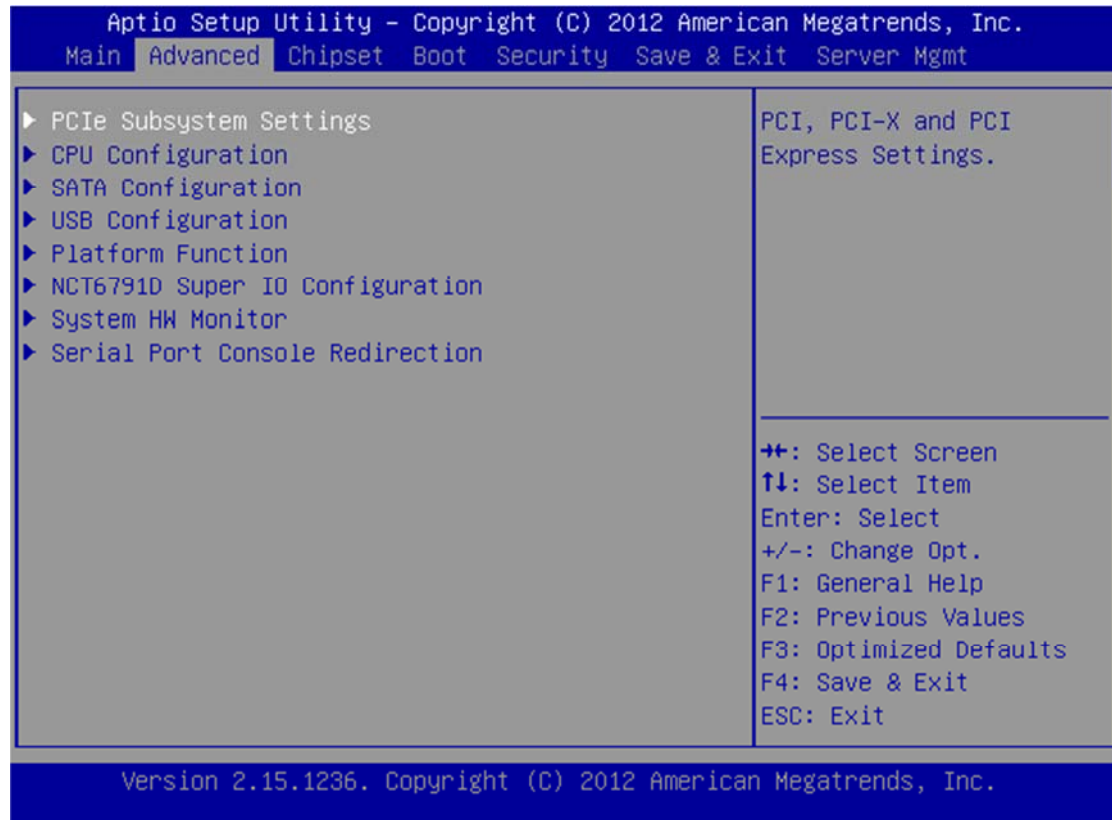 Aptio Setup Utility – Copyright (C) 2012 American Megatrends, Inc.
Main Advanced Chipset Boot Security Save & Exit Server Mgmt
▶ PCIe Subsystem Settings
▶ CPU Configuration
▶ SATA Configuration
▶ USB Configuration
▶ Platform Function
▶ NCT6791D Super IO Configuration
▶ System HW Monitor
▶ Serial Port Console Redirection
PCI, PCI-X and PCI
Express Settings.
→←: Select Screen
↑↓: Select Item
Enter: Select
+/-: Change Opt.
F1: General Help
F2: Previous Values
F3: Optimized Defaults
F4: Save & Exit
ESC: Exit
Version 2.15.1236. Copyright (C) 2012 American Megatrends, Inc.